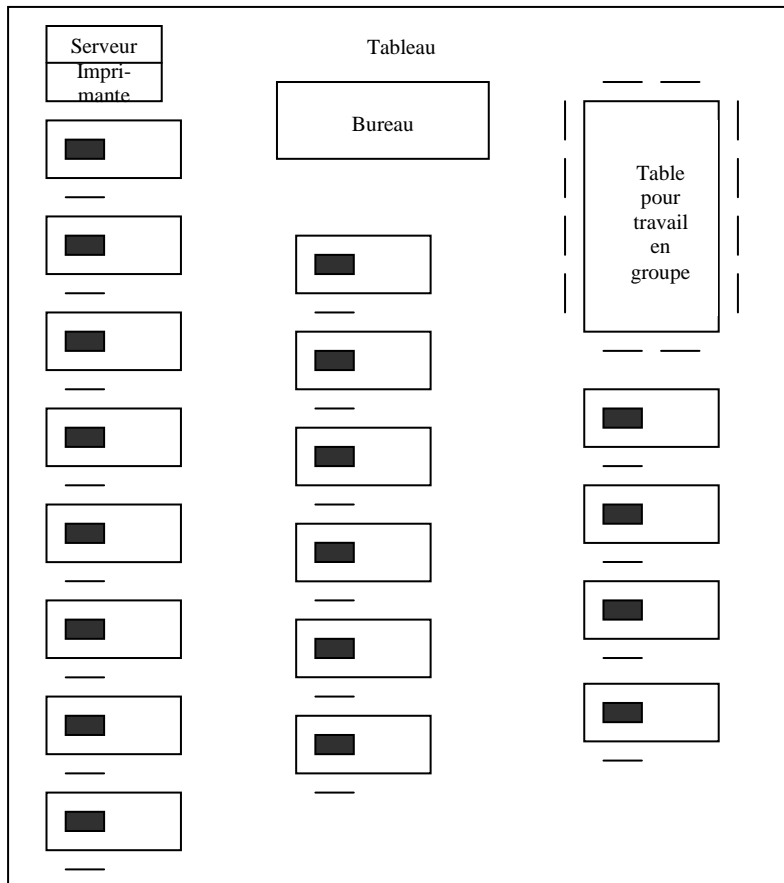 Serveur
Impri-
mante
Tableau
Bureau
Table
pour
travail
en
groupe